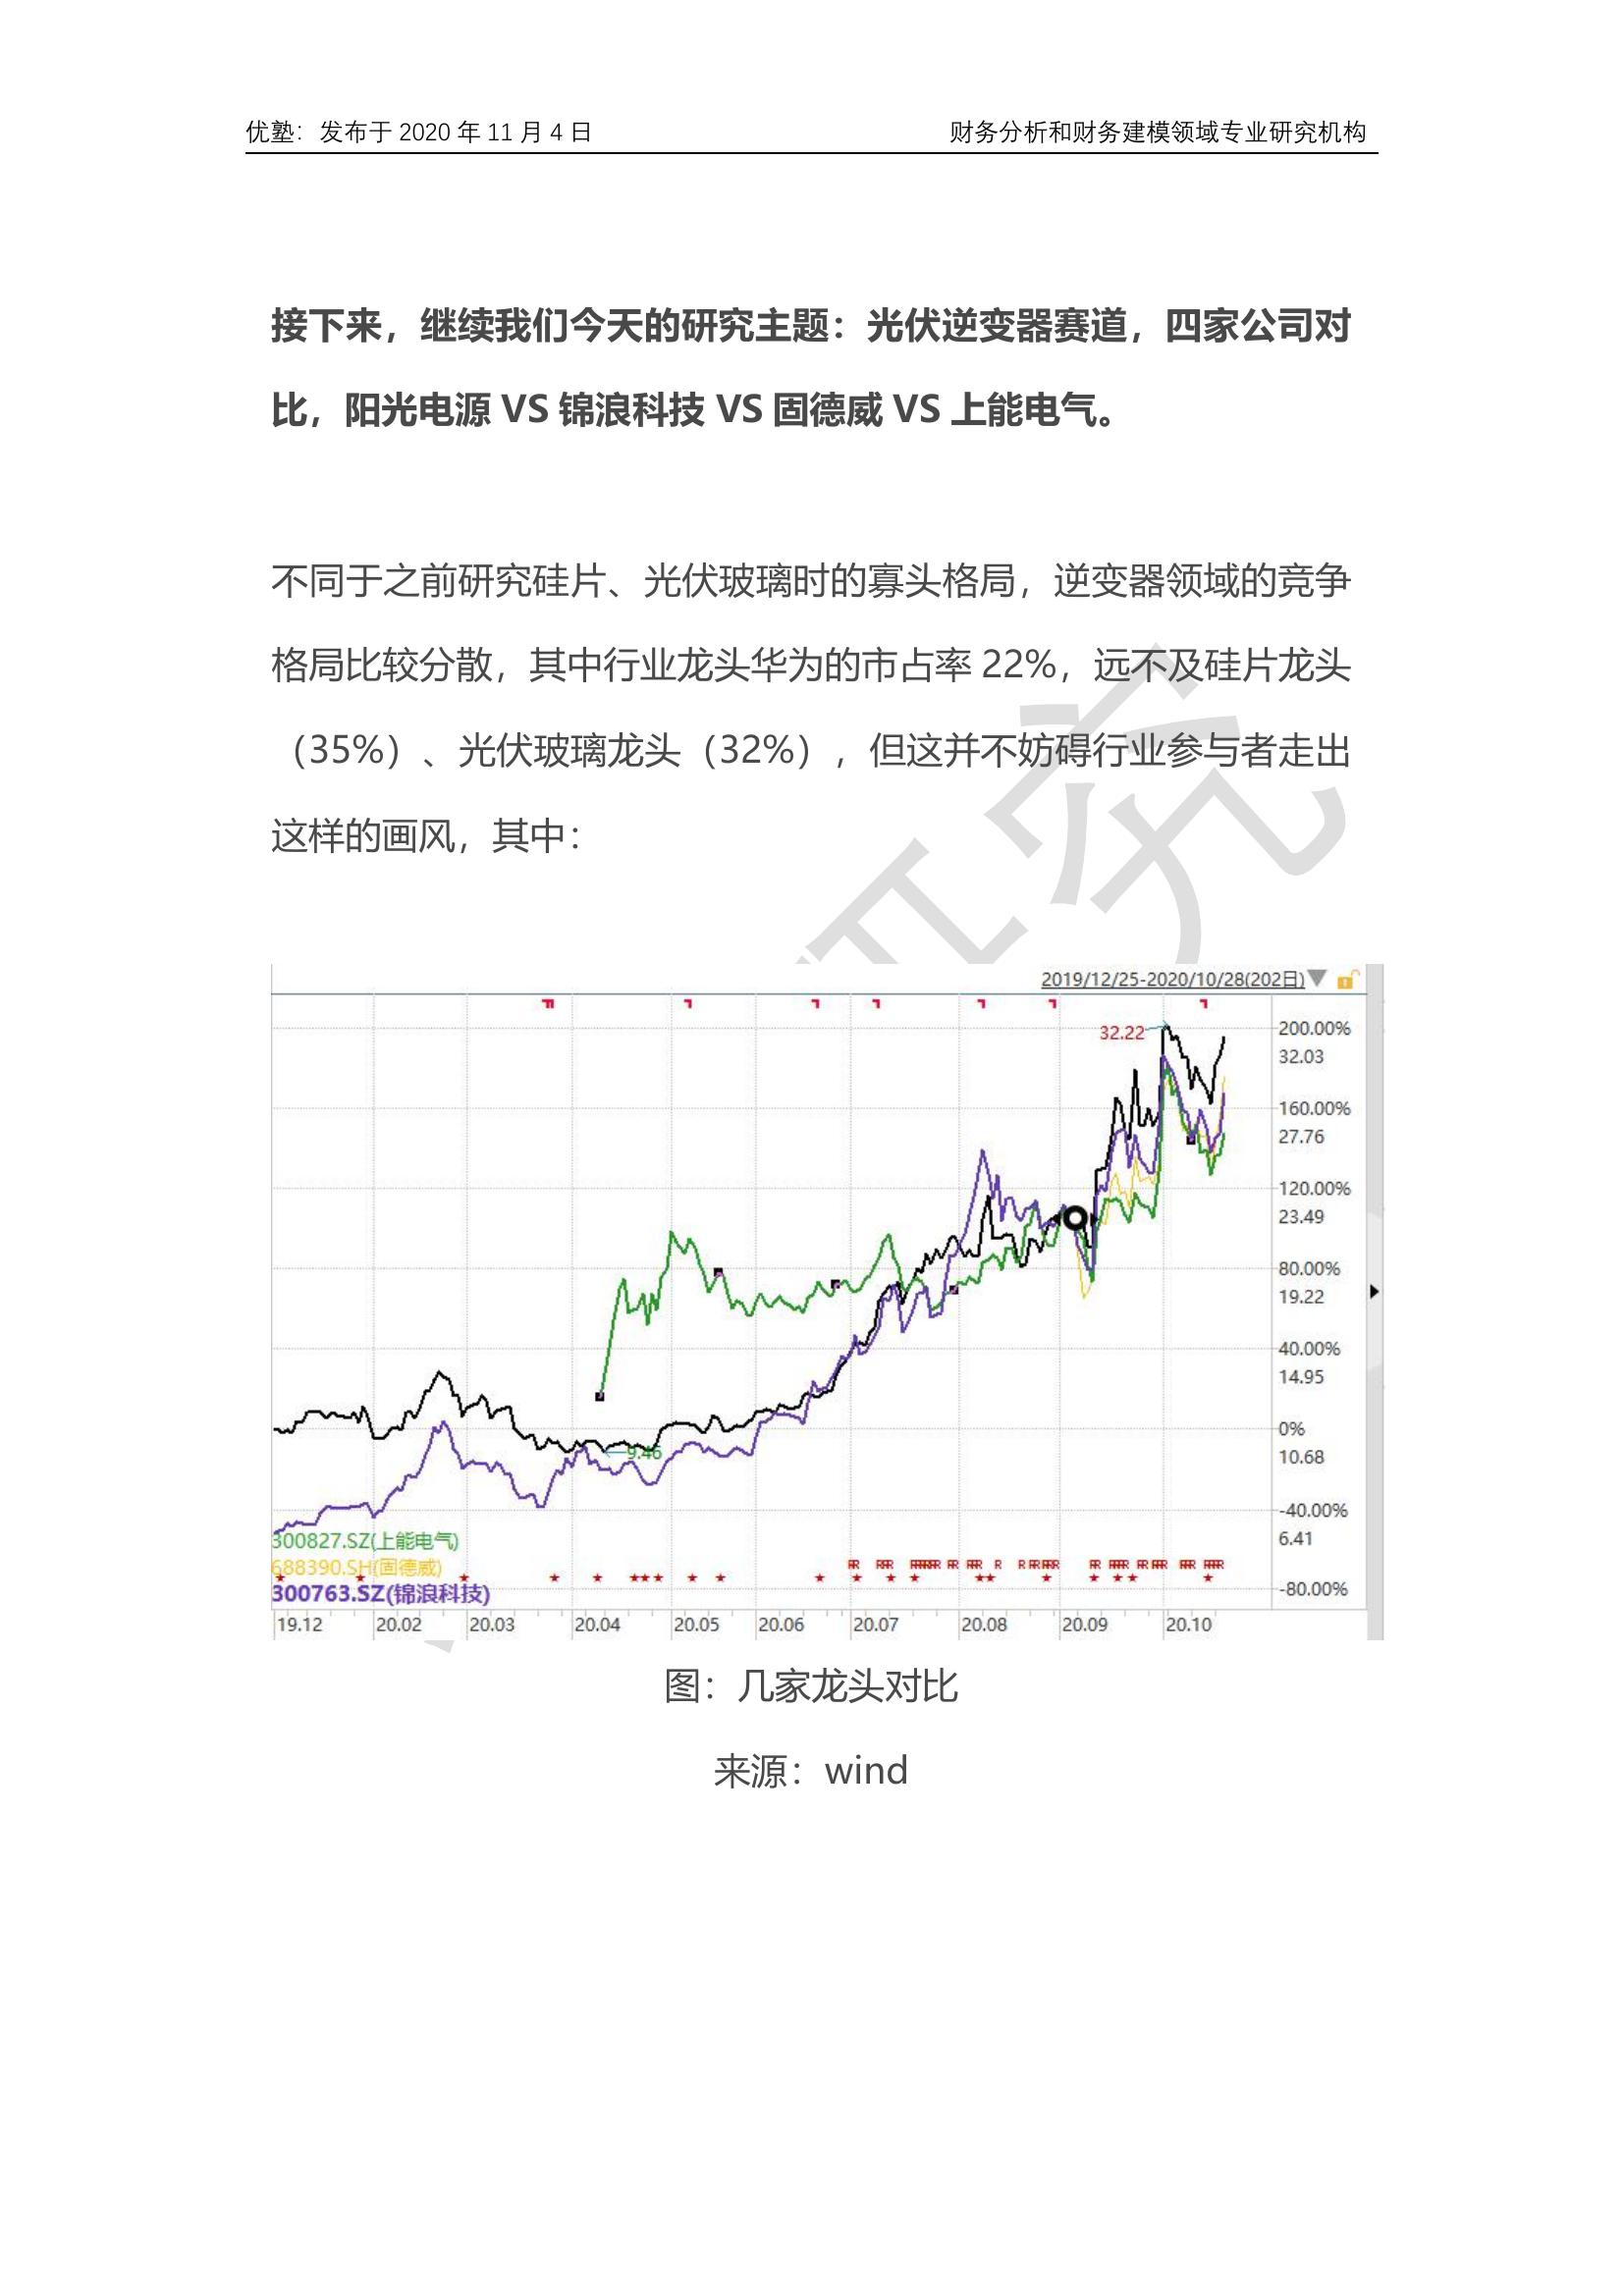 优塾：发布于 2020 年 11 月 4 日
财务分析和财务建模领域专业研究机构
接下来，继续我们今天的研究主题：光伏逆变器赛道，四家公司对
比，阳光电源 VS 锦浪科技 VS 固德威 VS 上能电气。
不同于之前研究硅片、光伏玻璃时的寡头格局，逆变器领域的竞争
格局比较分散，其中行业龙头华为的市占率 22%，远不及硅片龙头
（35%）、光伏玻璃龙头（32%），但这并不妨碍行业参与者走出
这样的画风，其中：
研究
2019/12/25-2020/10/28(202日)
32.22
200.00%
32.03
160.00%
27.76
120.00%
23.49
80.00%
19.22
40.00%
14.95
0%
9.46
10.68
-40.00%
6.41
-80.00%
300827.SZ(上能电气)
688390.SH(固德威)
300763.SZ(锦浪科技)
19.12 20.02 20.03 20.04 20.05 20.06 20.07 20.08 20.09 20.10
图：几家龙头对比
来源：wind